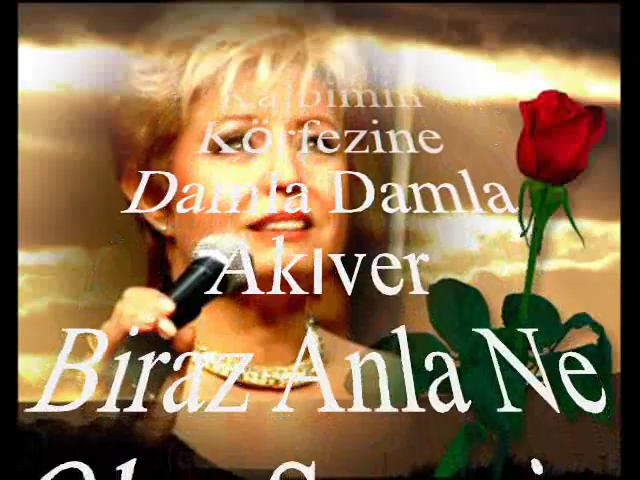 Kalbimin
Körfezine
Damla Damla
Akıver
Biraz Anla Ne